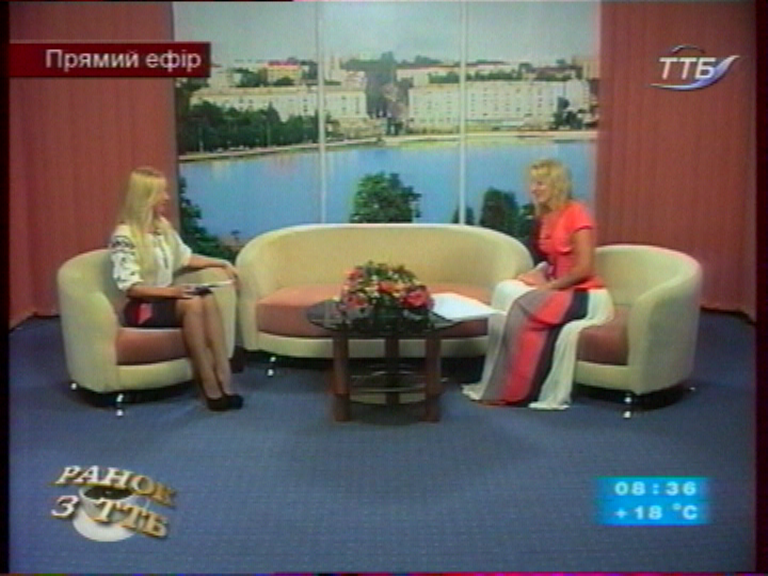 Прямий ефір
ТТБ
РАНОК
З ТТБ
08:36
+18 °C